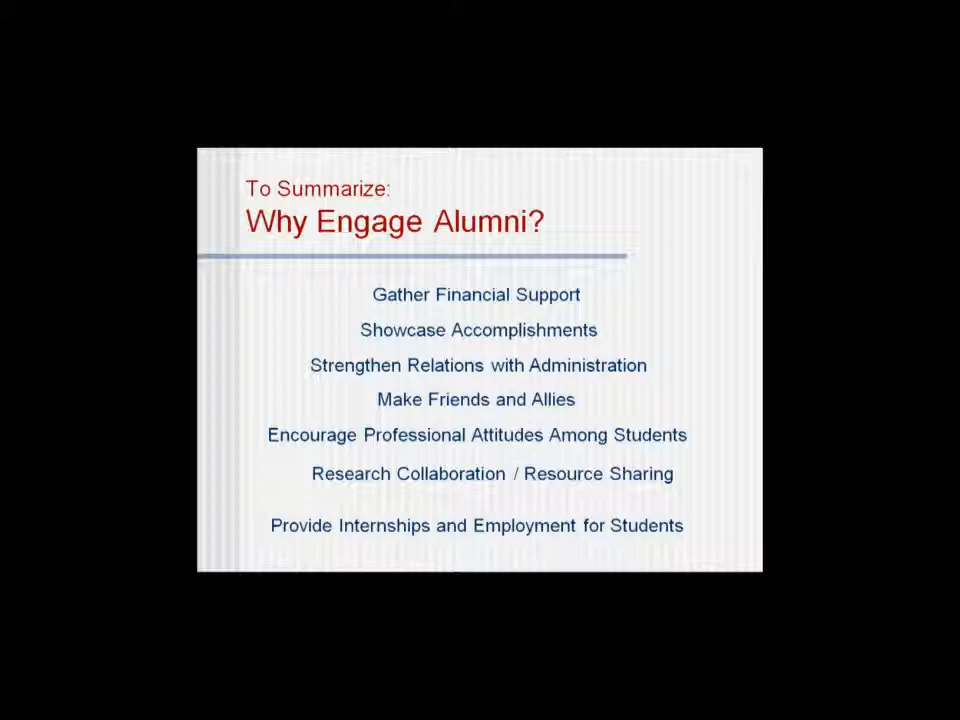 To Summarize:
Why Engage Alumni?
Gather Financial Support
Showcase Accomplishments
Strengthen Relations with Administration
Make Friends and Allies
Encourage Professional Attitudes Among Students
Research Collaboration / Resource Sharing
Provide Internships and Employment for Students